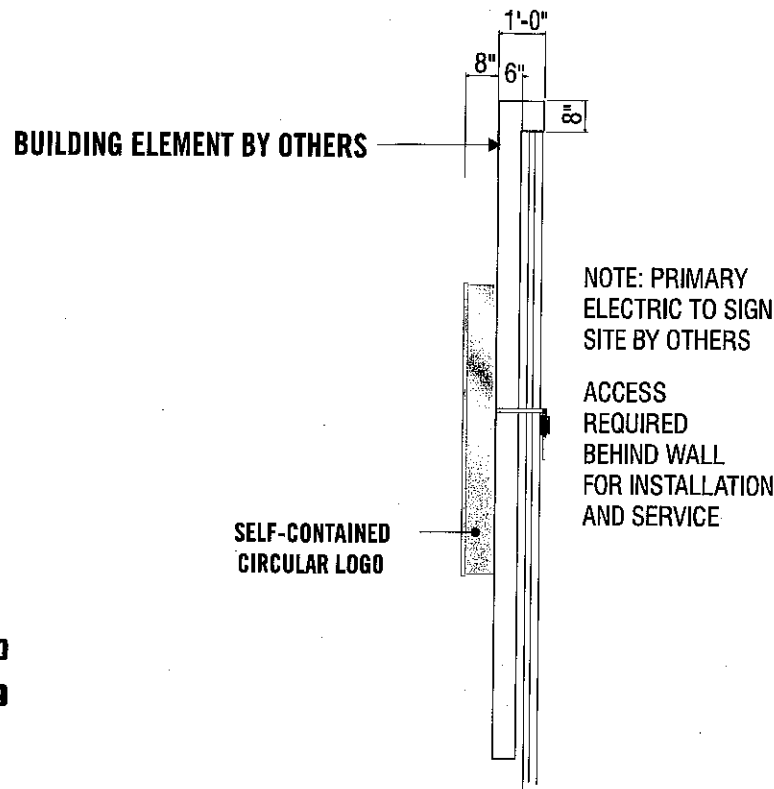 1'-0"
8" 6"
8"
BUILDING ELEMENT BY OTHERS
NOTE: PRIMARY
ELECTRIC TO SIGN
SITE BY OTHERS
ACCESS
REQUIRED
BEHIND WALL
FOR INSTALLATION
AND SERVICE
SELF-CONTAINED
CIRCULAR LOGO